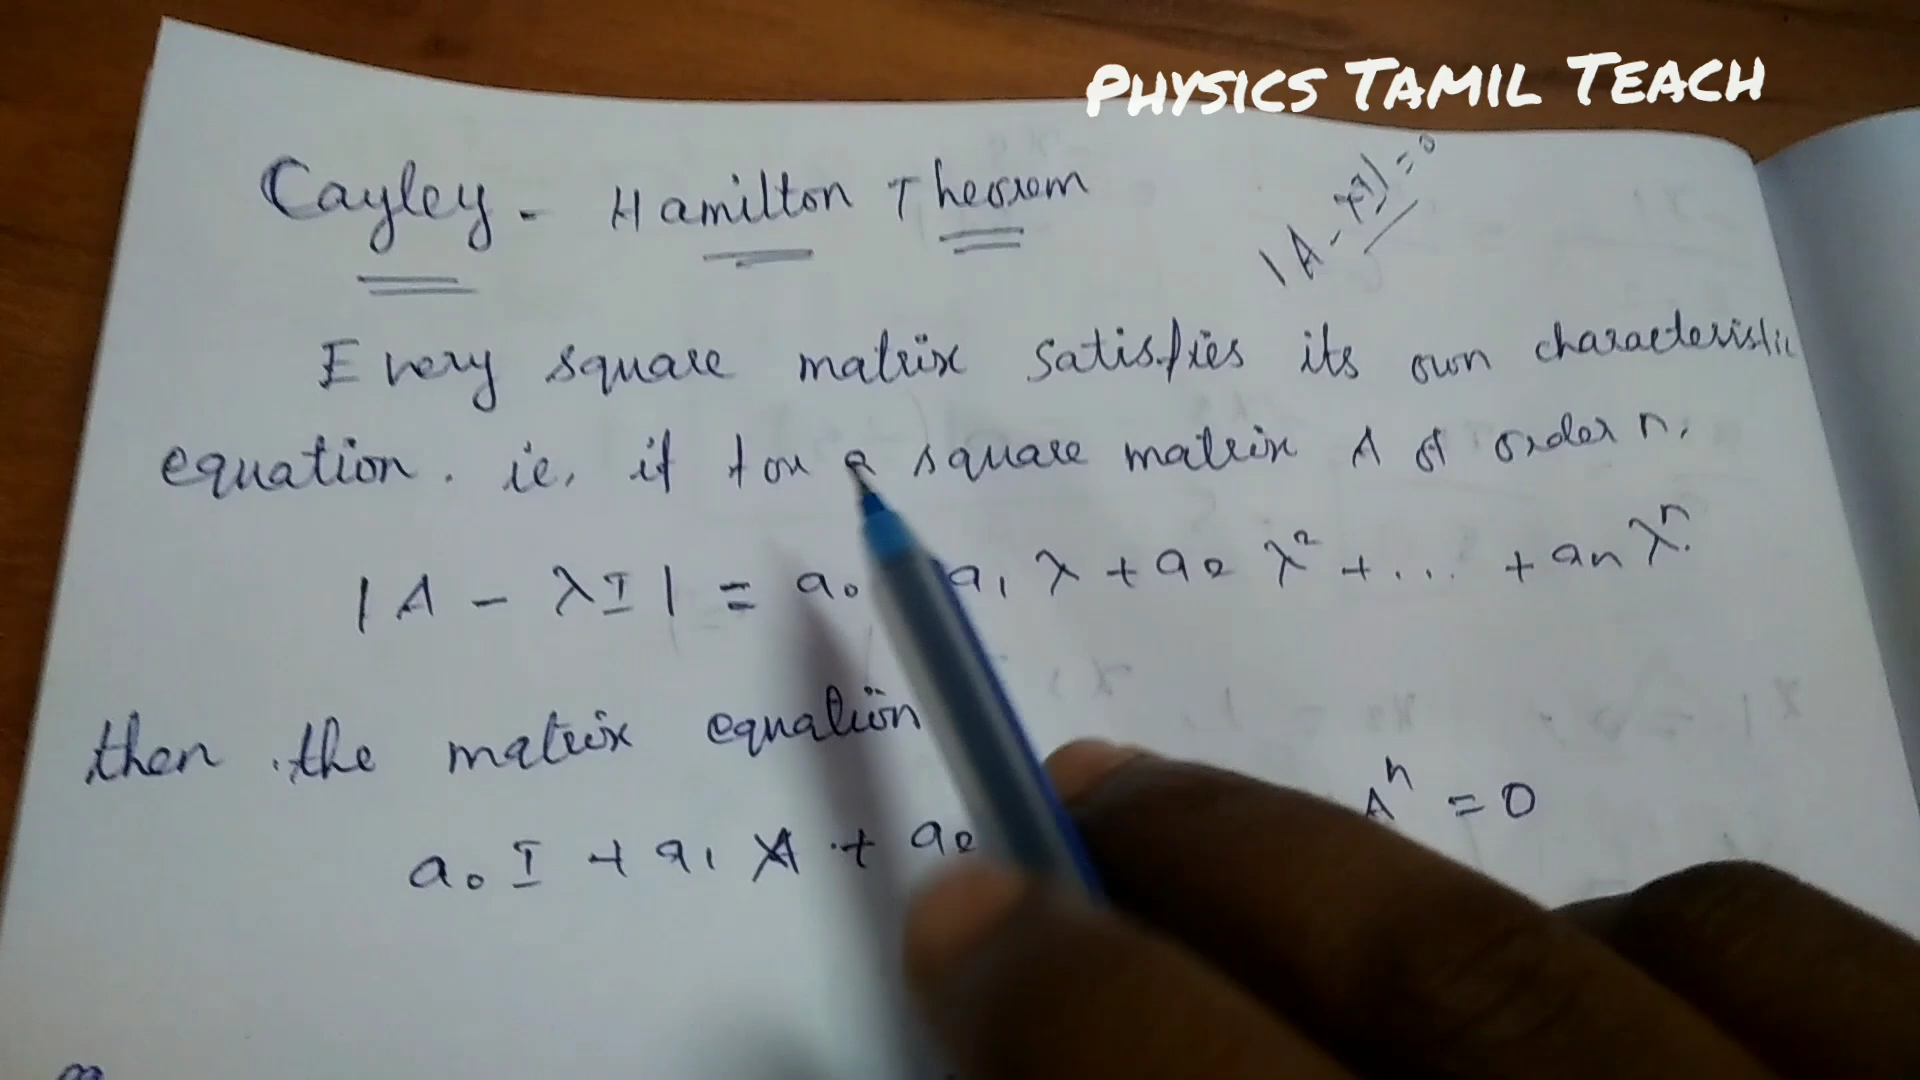 PHYSICS TAMIL TEACH
Cayley - Hamilton Theorem
|A - λI| = 0
Every square matrix satisfies its own characteristic
equation. ie, if for a square matrix A of order n,
|A - λI| = a₀ a₁ λ + a₂ λ² + ... + aₙ λⁿ.
then the matrix equation
a₀ I + a₁ A + a₂ Aⁿ = 0